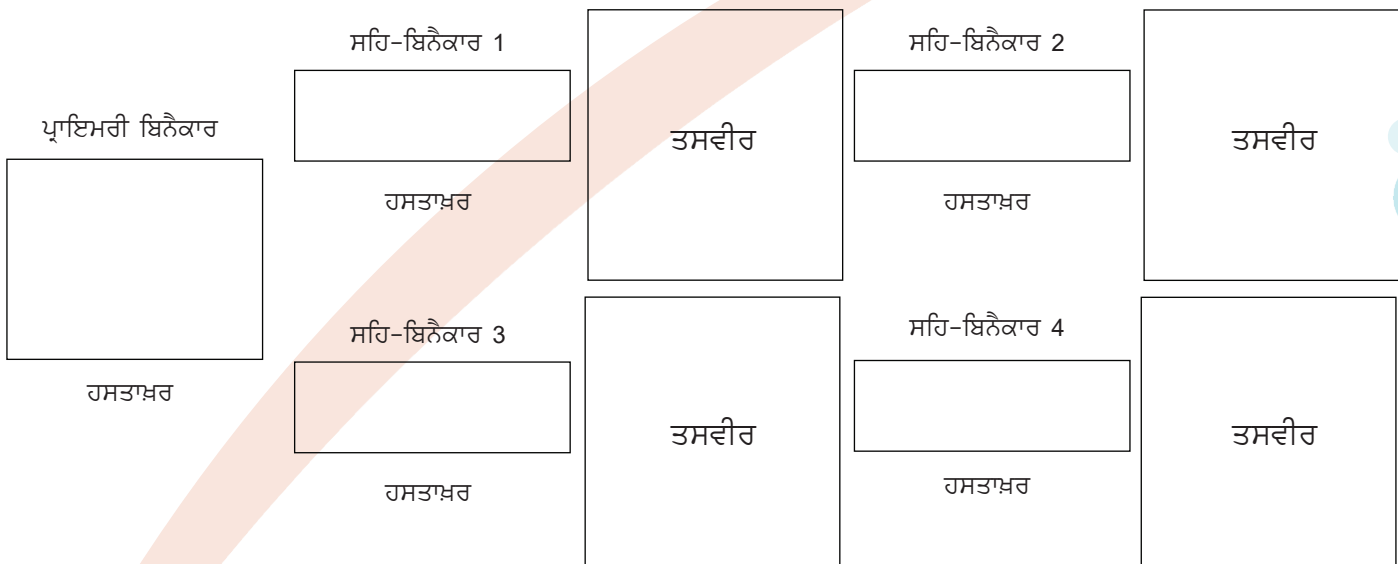 ਪ੍ਰਾਇਮਰੀ ਬਿਨੈਕਾਰ
ਹਸਤਾਖ਼ਰ
ਸਹਿ-ਬਿਨੈਕਾਰ 1
ਹਸਤਾਖ਼ਰ
ਤਸਵੀਰ
ਸਹਿ-ਬਿਨੈਕਾਰ 2
ਹਸਤਾਖ਼ਰ
ਤਸਵੀਰ
ਸਹਿ-ਬਿਨੈਕਾਰ 3
ਹਸਤਾਖ਼ਰ
ਤਸਵੀਰ
ਸਹਿ-ਬਿਨੈਕਾਰ 4
ਹਸਤਾਖ਼ਰ
ਤਸਵੀਰ